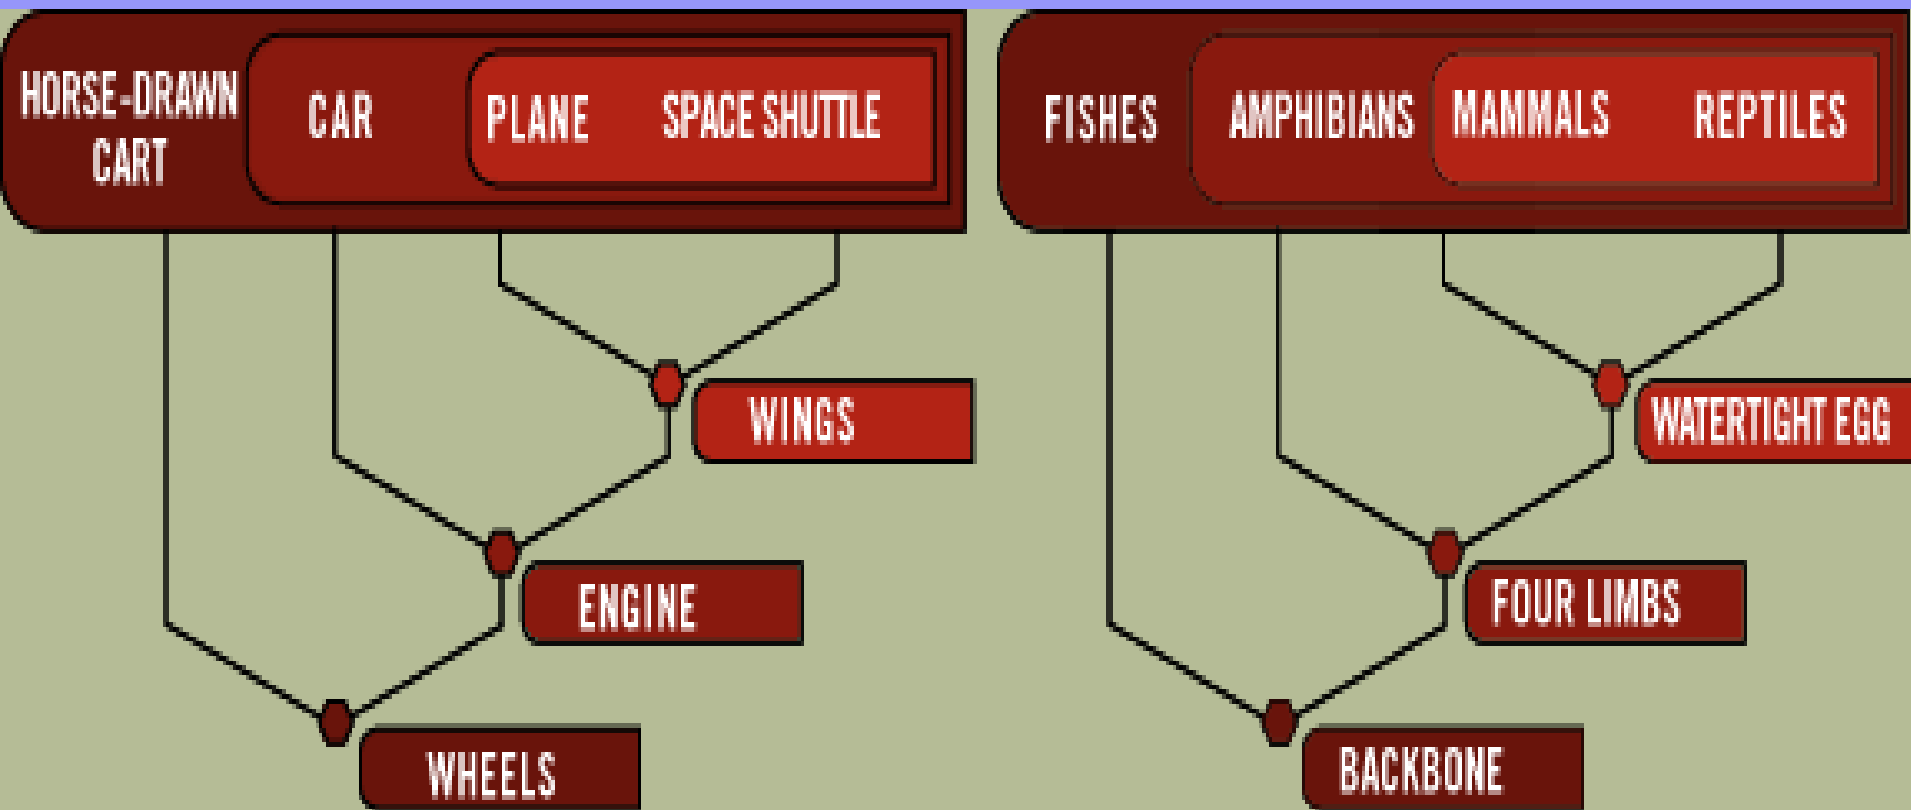 HORSE-DRAWN
CART
CAR
PLANE
SPACE SHUTTLE
WINGS
ENGINE
WHEELS
FISHES
AMPHIBIANS
MAMMALS
REPTILES
WATERTIGHT EGG
FOUR LIMBS
BACKBONE